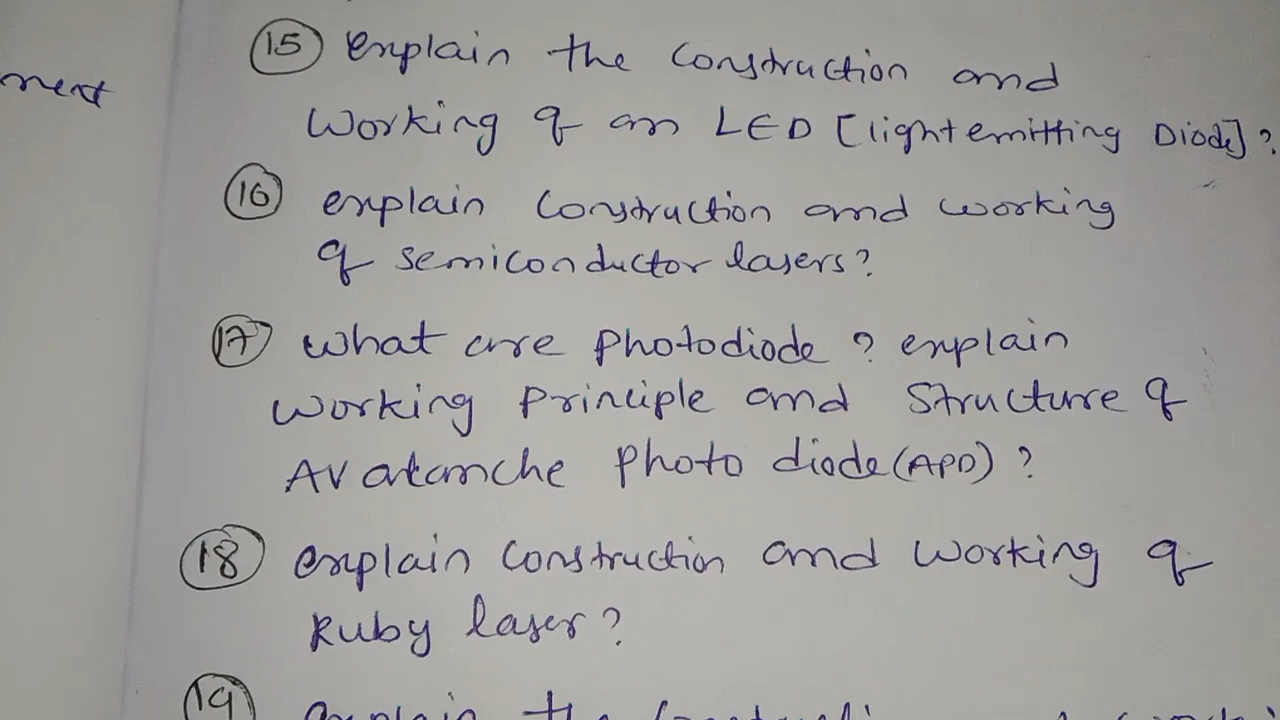 next
15 Explain the construction and
working of an LED [light emitting Diode] ?
16 explain construction and working
of semiconductor lasers?
17 what are photodiode ? explain
working principle and structure of
Avalanche photo diode (APD) ?
18 explain construction and working of
Ruby laser?
19 explain the